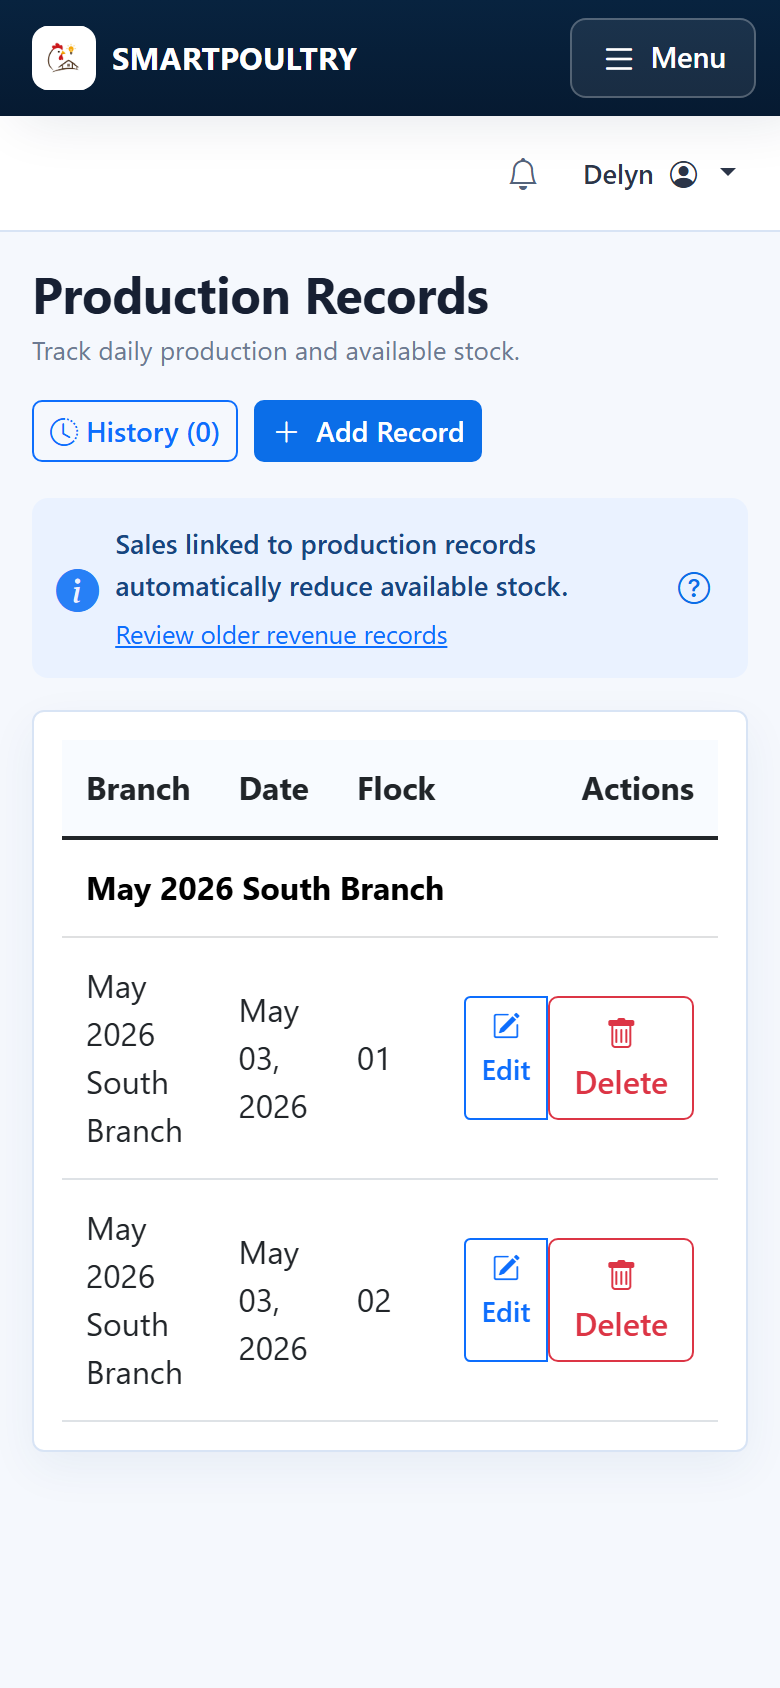 SMARTPOULTRY
Menu
Delyn
Production Records
Track daily production and available stock.
History (0)
Add Record
Sales linked to production records
automatically reduce available stock.
Review older revenue records
Branch Date Flock Actions
May 2026 South Branch
May
2026
South
Branch
May
03,
2026
01
Edit
Delete
May
2026
South
Branch
May
03,
2026
02
Edit
Delete